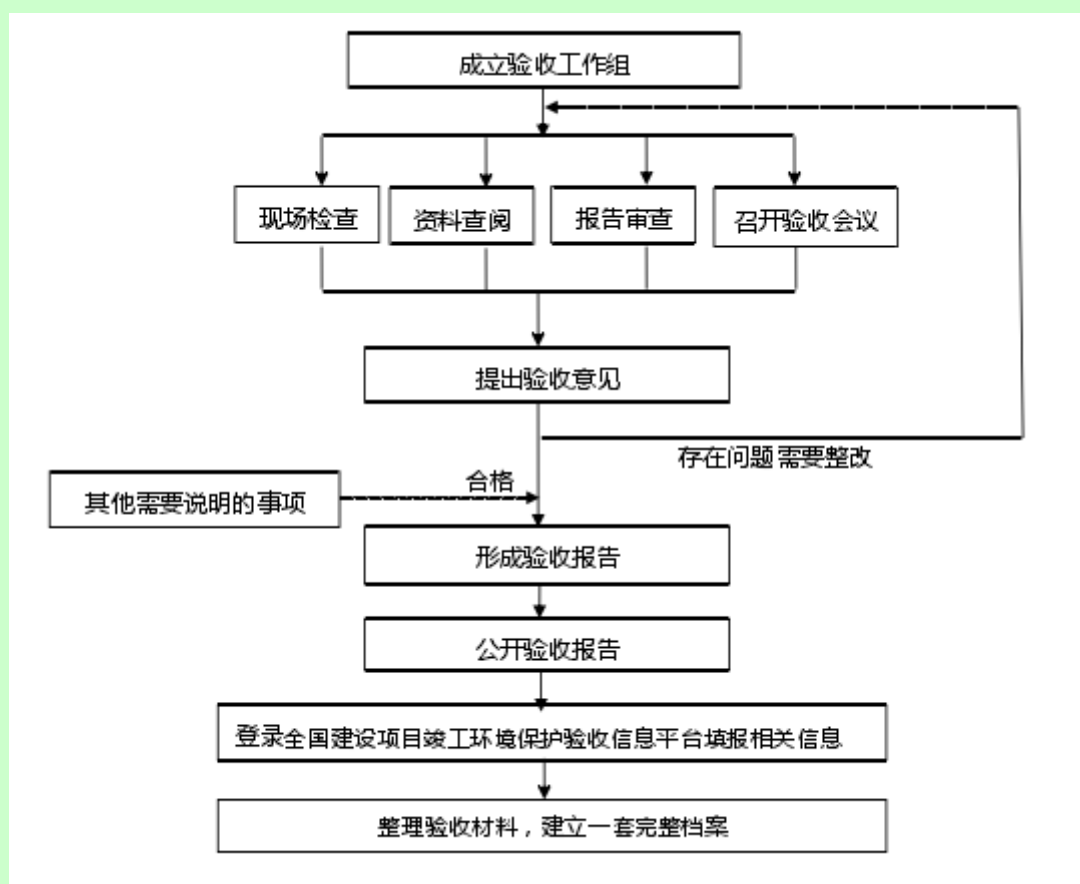 成立验收工作组
现场检查
资料查阅
报告审查
召开验收会议
提出验收意见
存在问题需要整改
合格
其他需要说明的事项
形成验收报告
公开验收报告
登录全国建设项目竣工环境保护验收信息平台填报相关信息
整理验收材料，建立一套完整档案